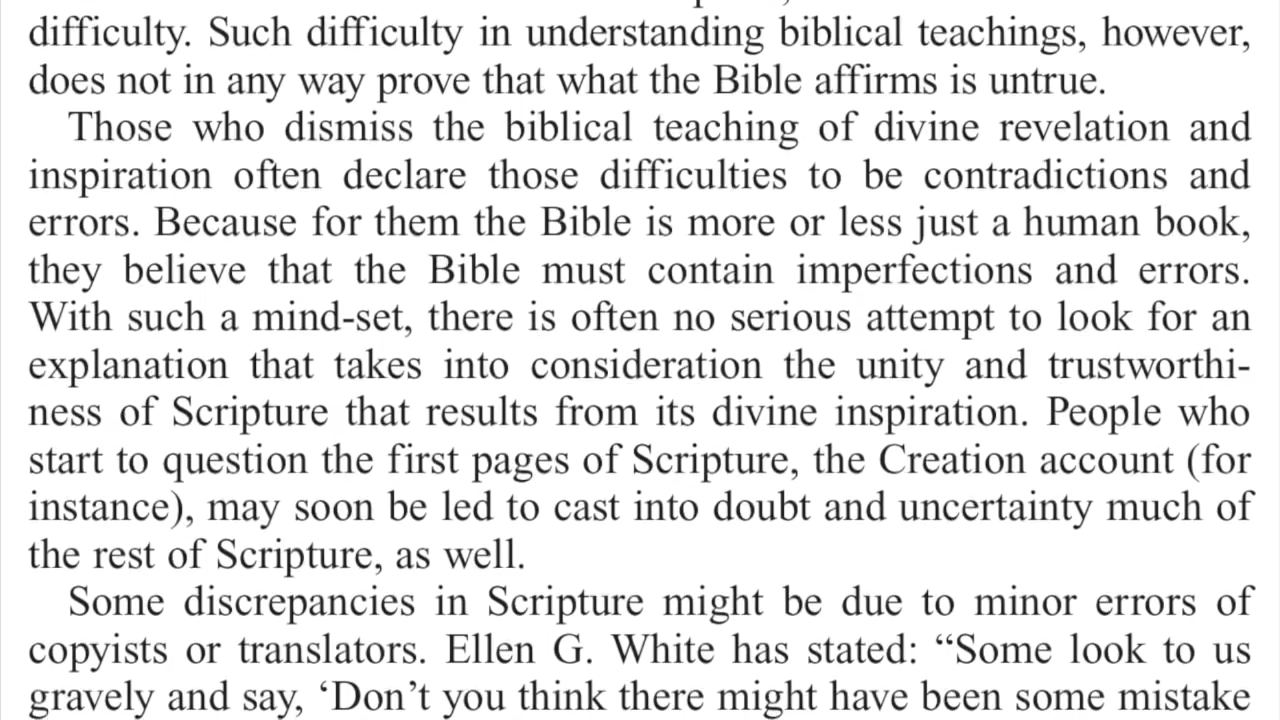 difficulty. Such difficulty in understanding biblical teachings, however,
does not in any way prove that what the Bible affirms is untrue.
Those who dismiss the biblical teaching of divine revelation and
inspiration often declare those difficulties to be contradictions and
errors. Because for them the Bible is more or less just a human book,
they believe that the Bible must contain imperfections and errors.
With such a mind-set, there is often no serious attempt to look for an
explanation that takes into consideration the unity and trustworthi-
ness of Scripture that results from its divine inspiration. People who
start to question the first pages of Scripture, the Creation account (for
instance), may soon be led to cast into doubt and uncertainty much of
the rest of Scripture, as well.
Some discrepancies in Scripture might be due to minor errors of
copyists or translators. Ellen G. White has stated: “Some look to us
gravely and say, ‘Don’t you think there might have been some mistake